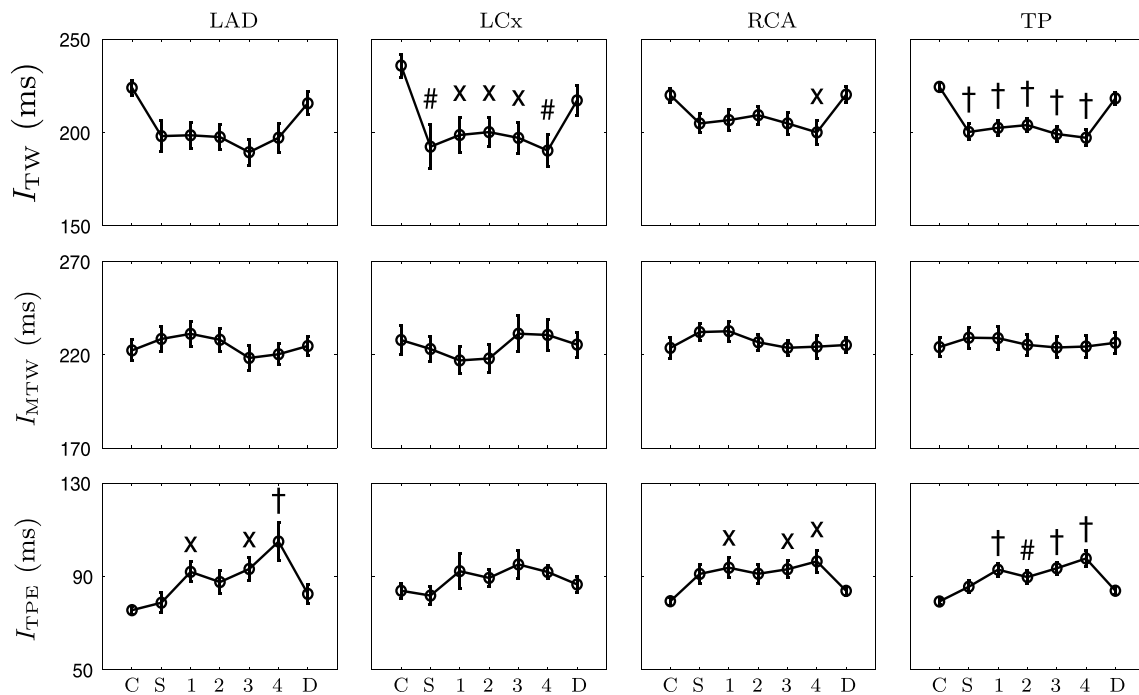 LAD LCx RCA TP
250
# x x x # x † † † † †
200
150
I_TW (ms)
270
220
170
I_MTW (ms)
130
x x † x x x † # † †
90
50
I_TPE (ms)
C S 1 2 3 4 D C S 1 2 3 4 D C S 1 2 3 4 D C S 1 2 3 4 D